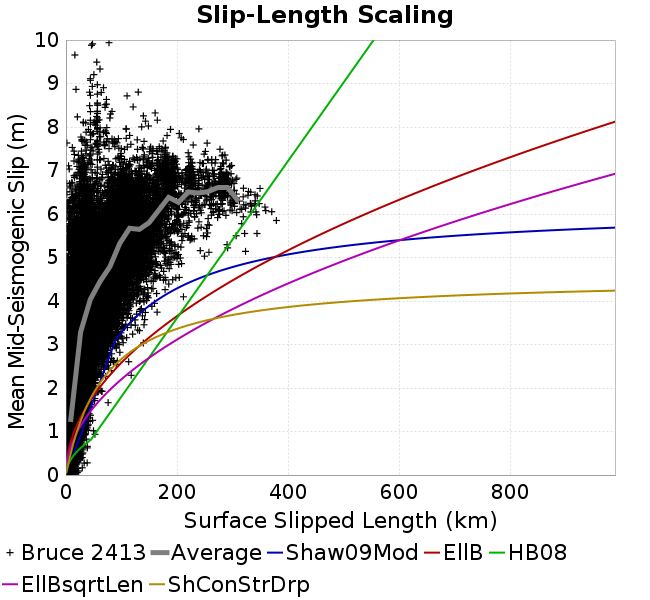 Slip-Length Scaling
Mean Mid-Seismogenic Slip (m)
10
9
8
7
6
5
4
3
2
1
0
0 200 400 600 800
Surface Slipped Length (km)
Bruce 2413 Average Shaw09Mod EllB HB08
EllBsqrtLen ShConStrDrp